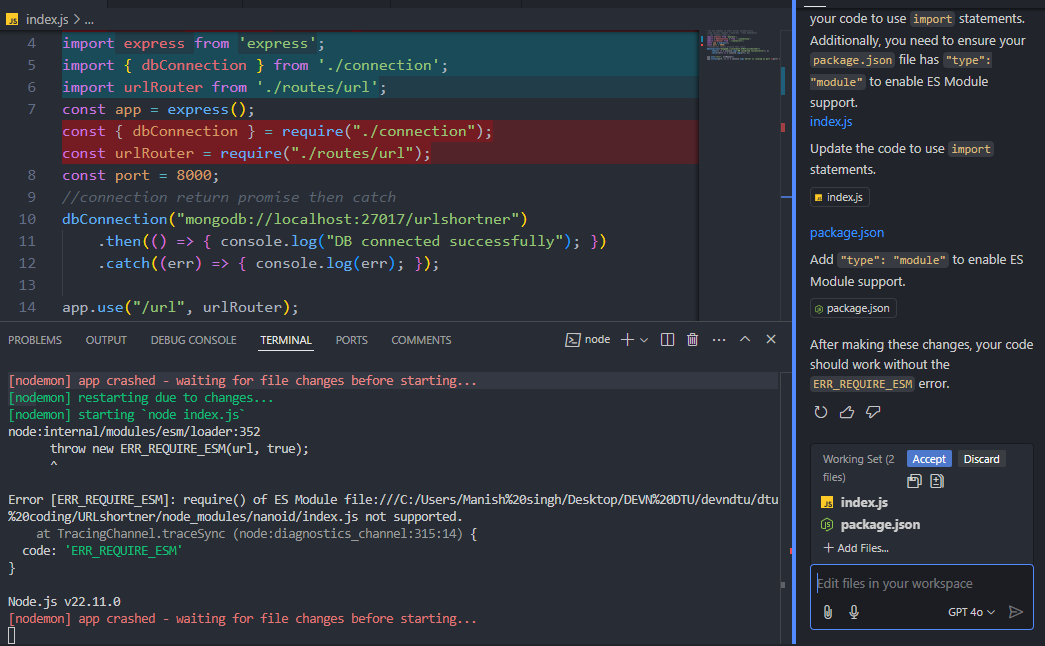 JS index.js > ...
4 import express from 'express';
5 import { dbConnection } from './connection';
6 import urlRouter from './routes/url';
7 const app = express();
const { dbConnection } = require("./connection");
const urlRouter = require("./routes/url");
8 const port = 8000;
9 //connection return promise then catch
10 dbConnection("mongodb://localhost:27017/urlshortner")
11 .then(() => { console.log("DB connected successfully"); })
12 .catch((err) => { console.log(err); });
13
14 app.use("/url", urlRouter);
PROBLEMS OUTPUT DEBUG CONSOLE TERMINAL PORTS COMMENTS node
[nodemon] app crashed - waiting for file changes before starting...
[nodemon] restarting due to changes...
[nodemon] starting `node index.js`
node:internal/modules/esm/loader:352
throw new ERR_REQUIRE_ESM(url, true);
^
Error [ERR_REQUIRE_ESM]: require() of ES Module file:///C:/Users/Manish%20singh/Desktop/DEVN%20DTU/devndtu/dtu
%20coding/URLshortner/node_modules/nanoid/index.js not supported.
at TracingChannel.traceSync (node:diagnostics_channel:315:14) {
code: 'ERR_REQUIRE_ESM'
}
Node.js v22.11.0
[nodemon] app crashed - waiting for file changes before starting...
your code to use import statements.
Additionally, you need to ensure your
package.json file has "type":
"module" to enable ES Module
support.
index.js
Update the code to use import
statements.
JS index.js
package.json
Add "type": "module" to enable ES
Module support.
package.json
After making these changes, your code
should work without the
ERR_REQUIRE_ESM error.
Working Set (2 Accept Discard
files)
JS index.js
package.json
+ Add Files...
Edit files in your workspace
GPT 4o